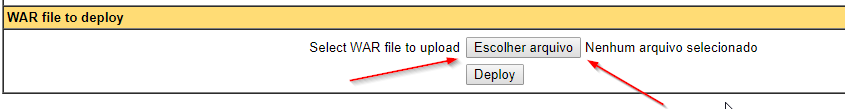 WAR file to deploy
Select WAR file to upload Escolher arquivo Nenhum arquivo selecionado
Deploy